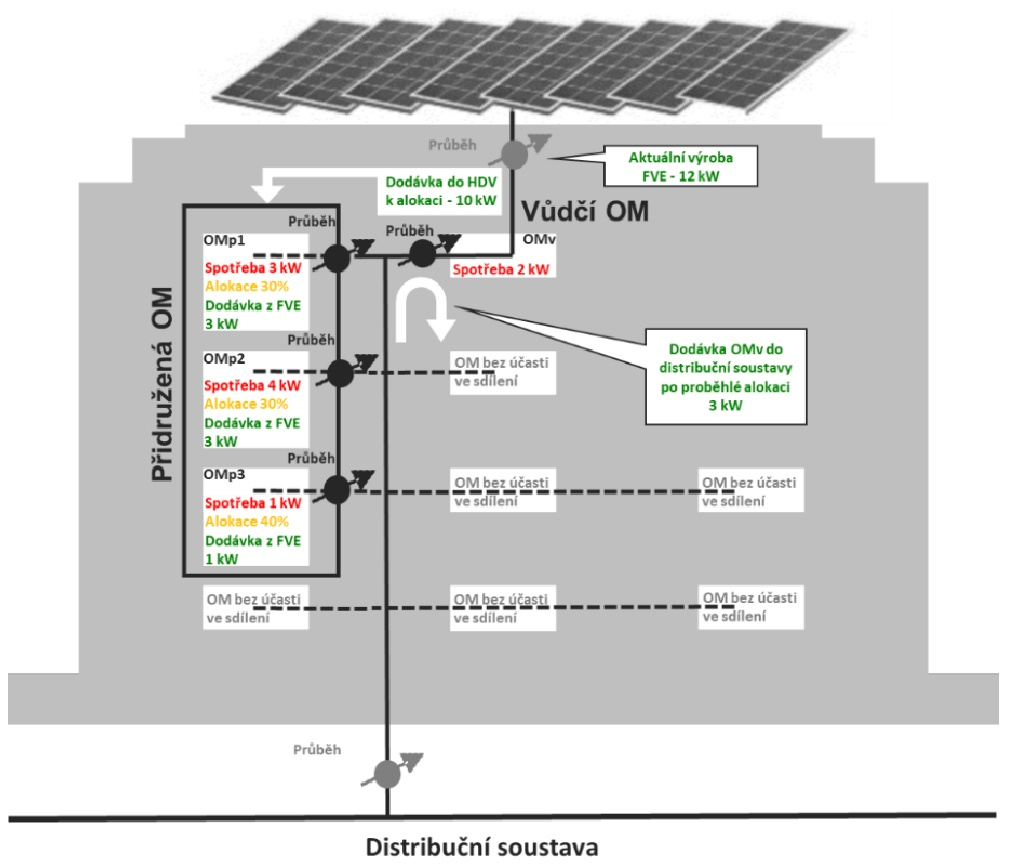 Průběh
Aktuální výroba
FVE - 12 kW
Dodávka do HDV
k alokaci - 10 kW
Vůdčí OM
Průběh
Průběh
OMp1
OMv
Spotřeba 3 kW
Spotřeba 2 kW
Alokace 30%
Dodávka z FVE
3 kW
Přidružená OM
Průběh
OMp2
Spotřeba 4 kW
Alokace 30%
Dodávka z FVE
3 kW
OM bez účasti
ve sdílení
Dodávka OMv do
distribuční soustavy
po proběhlé alokaci
3 kW
Průběh
OMp3
Spotřeba 1 kW
Alokace 40%
Dodávka z FVE
1 kW
OM bez účasti
ve sdílení
OM bez účasti
ve sdílení
OM bez účasti
ve sdílení
OM bez účasti
ve sdílení
OM bez účasti
ve sdílení
Průběh
Distribuční soustava